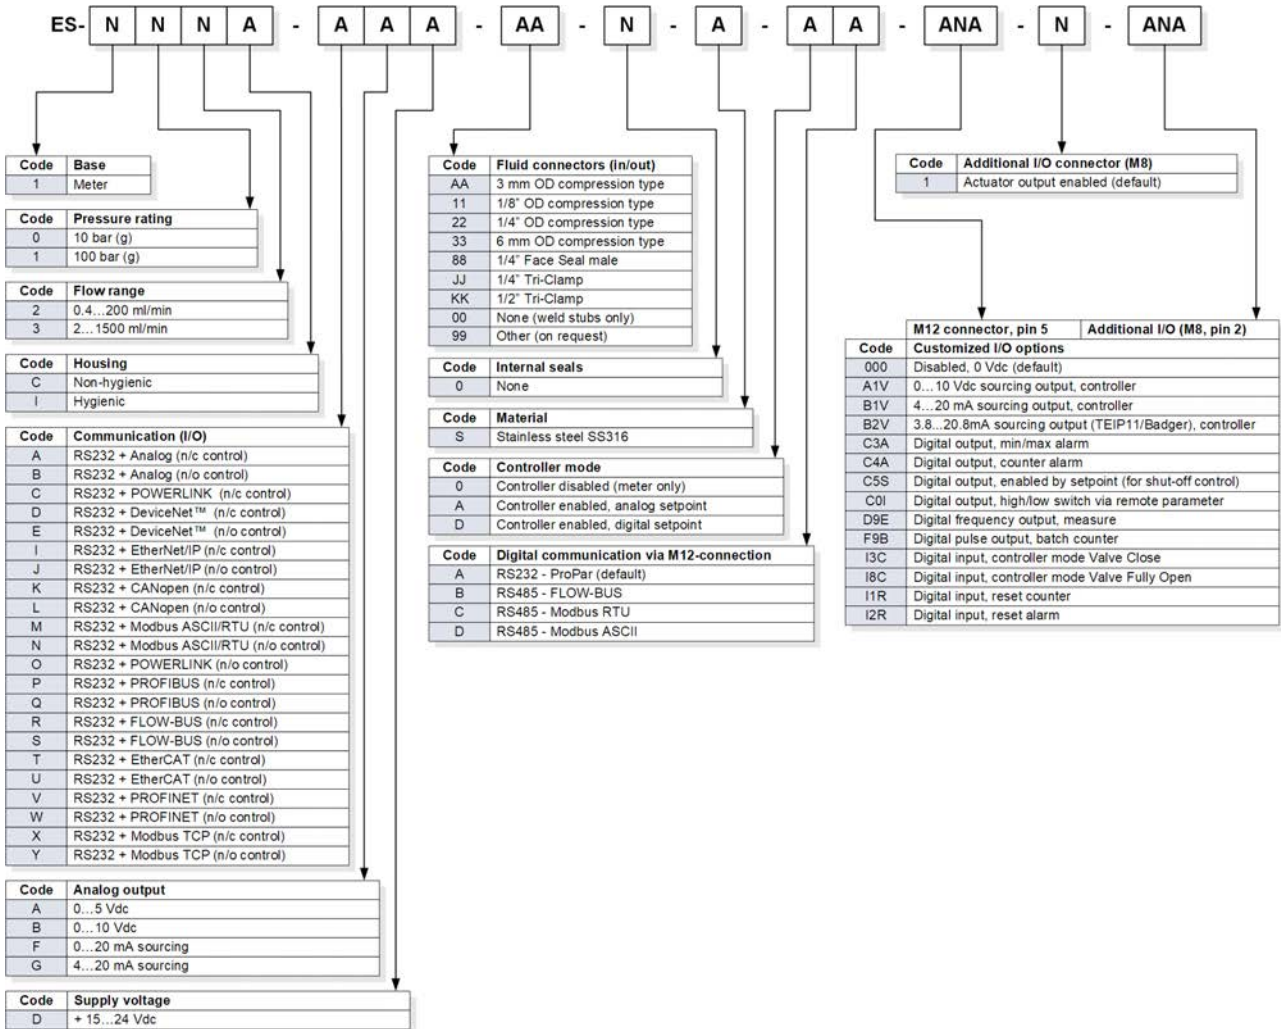 ES- N N N A - A A A - AA - N - A - A A - ANA - N - ANA
Code Base
1 Meter
Code Pressure rating
0 10 bar (g)
1 100 bar (g)
Code Flow range
2 0.4...200 ml/min
3 2...1500 ml/min
Code Housing
C Non-hygienic
I Hygienic
Code Communication (I/O)
A RS232 + Analog (n/c control)
B RS232 + Analog (n/o control)
C RS232 + POWERLINK (n/c control)
D RS232 + DeviceNet™ (n/c control)
E RS232 + DeviceNet™ (n/o control)
I RS232 + EtherNet/IP (n/c control)
J RS232 + EtherNet/IP (n/o control)
K RS232 + CANopen (n/c control)
L RS232 + CANopen (n/o control)
M RS232 + Modbus ASCII/RTU (n/c control)
N RS232 + Modbus ASCII/RTU (n/o control)
O RS232 + POWERLINK (n/o control)
P RS232 + PROFIBUS (n/c control)
Q RS232 + PROFIBUS (n/o control)
R RS232 + FLOW-BUS (n/c control)
S RS232 + FLOW-BUS (n/o control)
T RS232 + EtherCAT (n/c control)
U RS232 + EtherCAT (n/o control)
V RS232 + PROFINET (n/c control)
W RS232 + PROFINET (n/o control)
X RS232 + Modbus TCP (n/c control)
Y RS232 + Modbus TCP (n/o control)
Code Analog output
A 0...5 Vdc
B 0...10 Vdc
F 0...20 mA sourcing
G 4...20 mA sourcing
Code Supply voltage
D + 15...24 Vdc
Code Fluid connectors (in/out)
AA 3 mm OD compression type
11 1/8" OD compression type
22 1/4" OD compression type
33 6 mm OD compression type
88 1/4" Face Seal male
JJ 1/4" Tri-Clamp
KK 1/2" Tri-Clamp
00 None (weld stubs only)
99 Other (on request)
Code Internal seals
0 None
Code Material
S Stainless steel SS316
Code Controller mode
0 Controller disabled (meter only)
A Controller enabled, analog setpoint
D Controller enabled, digital setpoint
Code Digital communication via M12-connection
A RS232 - ProPar (default)
B RS485 - FLOW-BUS
C RS485 - Modbus RTU
D RS485 - Modbus ASCII
Code Additional I/O connector (M8)
1 Actuator output enabled (default)
M12 connector, pin 5 Additional I/O (M8, pin 2)
Code Customized I/O options
000 Disabled, 0 Vdc (default)
A1V 0...10 Vdc sourcing output, controller
B1V 4...20 mA sourcing output, controller
B2V 3.8...20.8mA sourcing output (TEIP11/Badger), controller
C3A Digital output, min/max alarm
C4A Digital output, counter alarm
C5S Digital output, enabled by setpoint (for shut-off control)
C0I Digital output, high/low switch via remote parameter
D9E Digital frequency output, measure
F9B Digital pulse output, batch counter
I3C Digital input, controller mode Valve Close
I8C Digital input, controller mode Valve Fully Open
I1R Digital input, reset counter
I2R Digital input, reset alarm